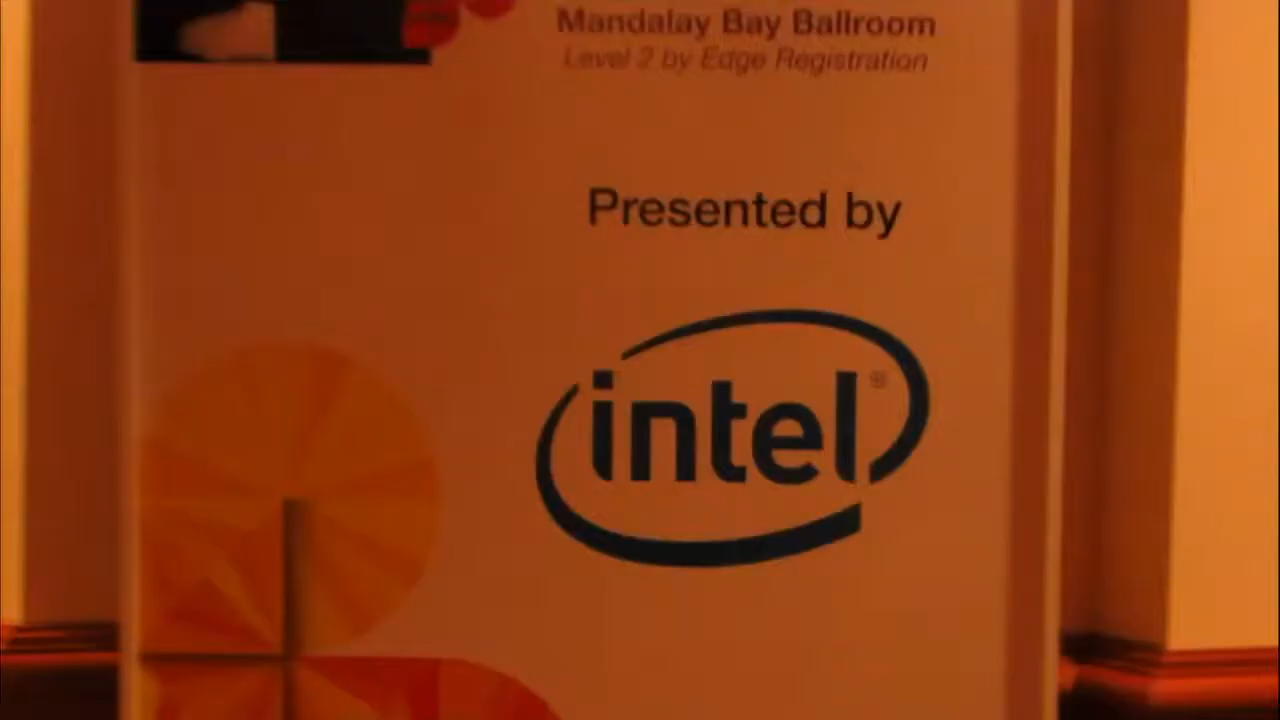 Mandalay Bay Ballroom
Level 2 by Edge Registration
Presented by
intel®